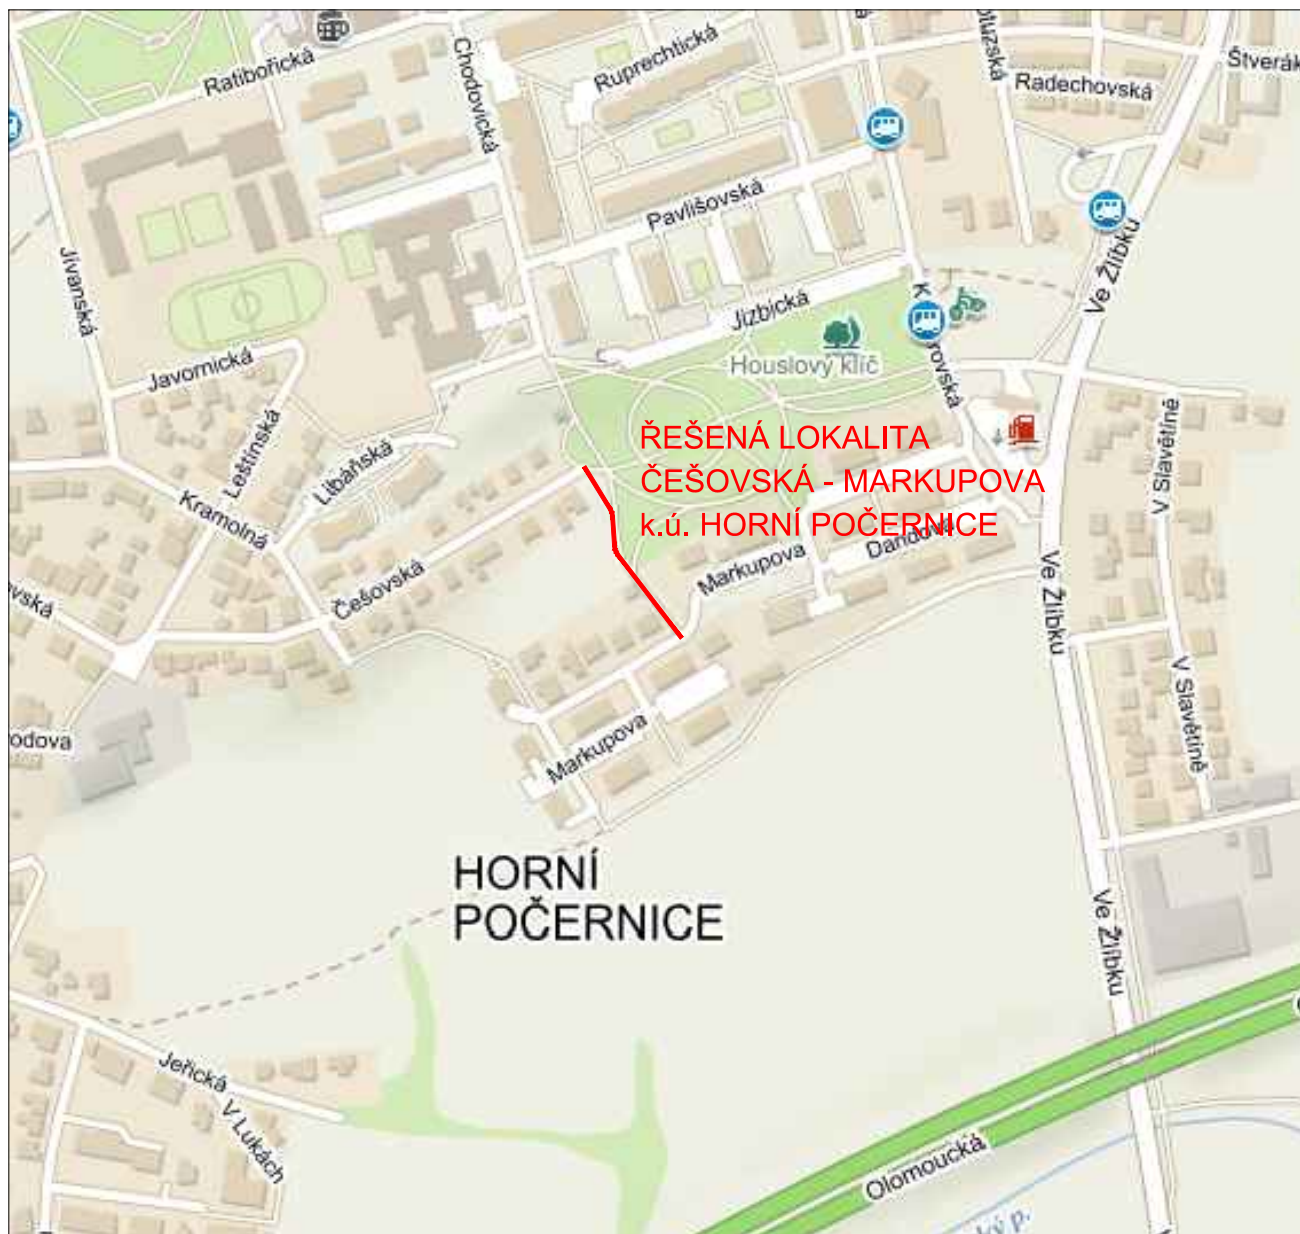 Ratibořická
Chodovická
Ruprechtická
Radechovská
Štverák
Pavlišovská
Ve Žlíbku
Jívanská
Jizbická
Houslový klíč
Javornická
Leštinská
Libáňská
Kramolná
ŘEŠENÁ LOKALITA
ČEŠOVSKÁ - MARKUPOVA
k.ú. HORNÍ POČERNICE
V Slavětíně
Markupova
Dandova
Češovská
Ve Žlíbku
V Slavětíně
odova
Markupova
HORNÍ
POČERNICE
Ve Žlíbku
Jeřická
V Lukách
Olomoucká